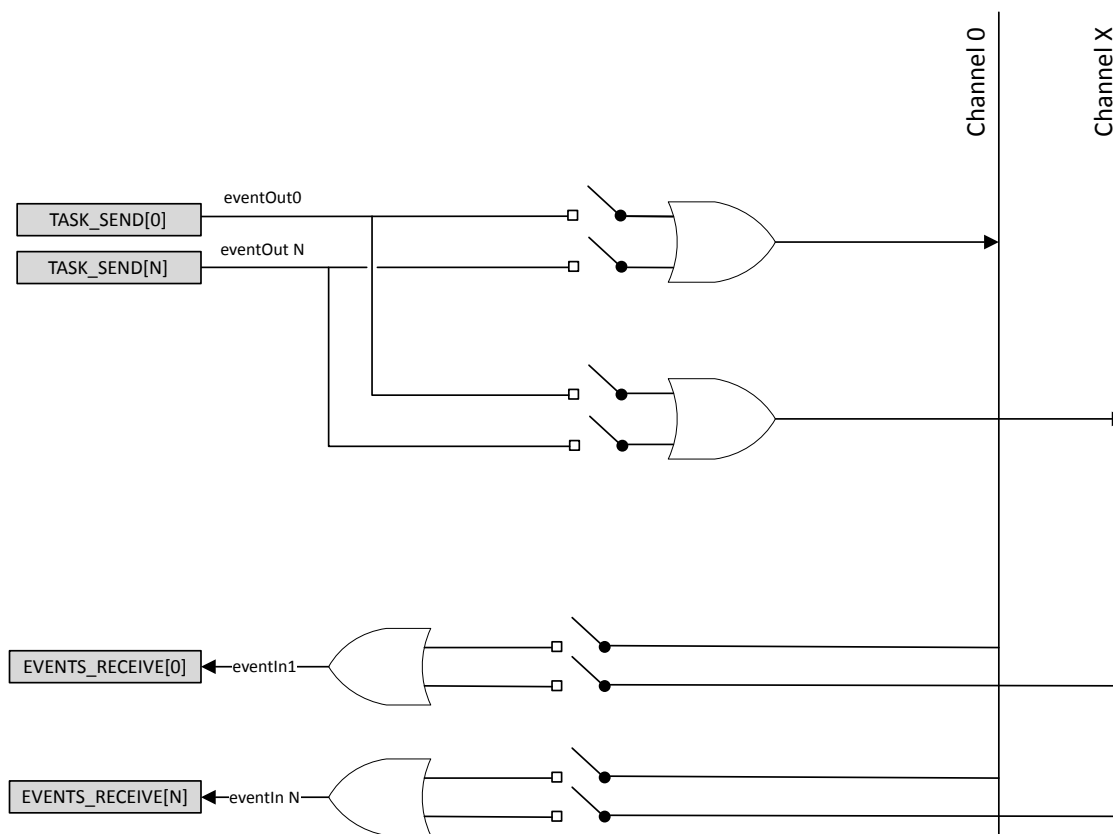 Channel 0
Channel X
eventOut0
TASK_SEND[0]
eventOut N
TASK_SEND[N]
EVENTS_RECEIVE[0]
eventIn1
EVENTS_RECEIVE[N]
eventIn N